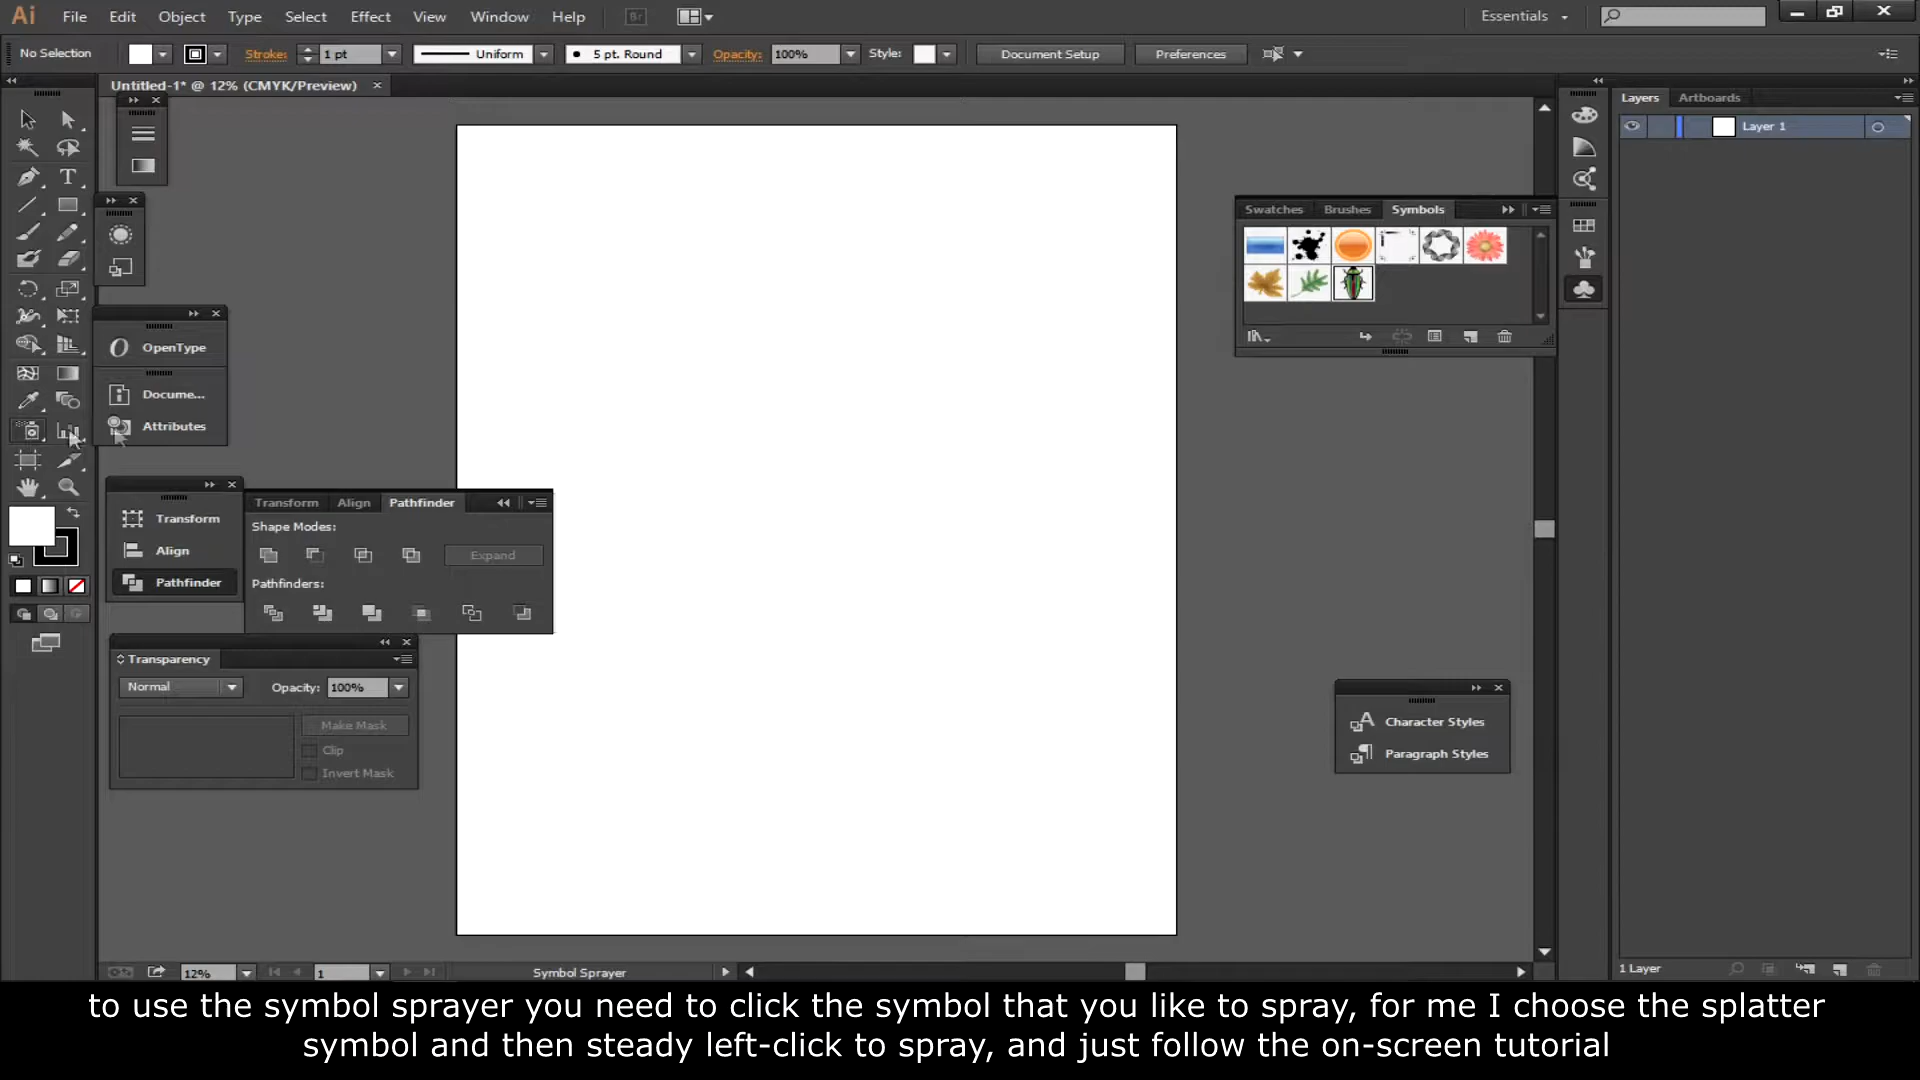 Ai File Edit Object Type Select Effect View Window Help Br Essentials
No Selection Stroke: 1 pt Uniform 5 pt. Round Opacity: 100% Style: Document Setup Preferences
Untitled-1* @ 12% (CMYK/Preview)
Layers Artboards
Layer 1
Swatches Brushes Symbols
OpenType
Docume...
Attributes
Transform
Align
Pathfinder
Transform Align Pathfinder
Shape Modes:
Expand
Pathfinders:
Transparency
Normal Opacity: 100%
Make Mask
Clip
Invert Mask
Character Styles
Paragraph Styles
12% 1 Symbol Sprayer
1 Layer
to use the symbol sprayer you need to click the symbol that you like to spray, for me I choose the splatter
symbol and then steady left-click to spray, and just follow the on-screen tutorial